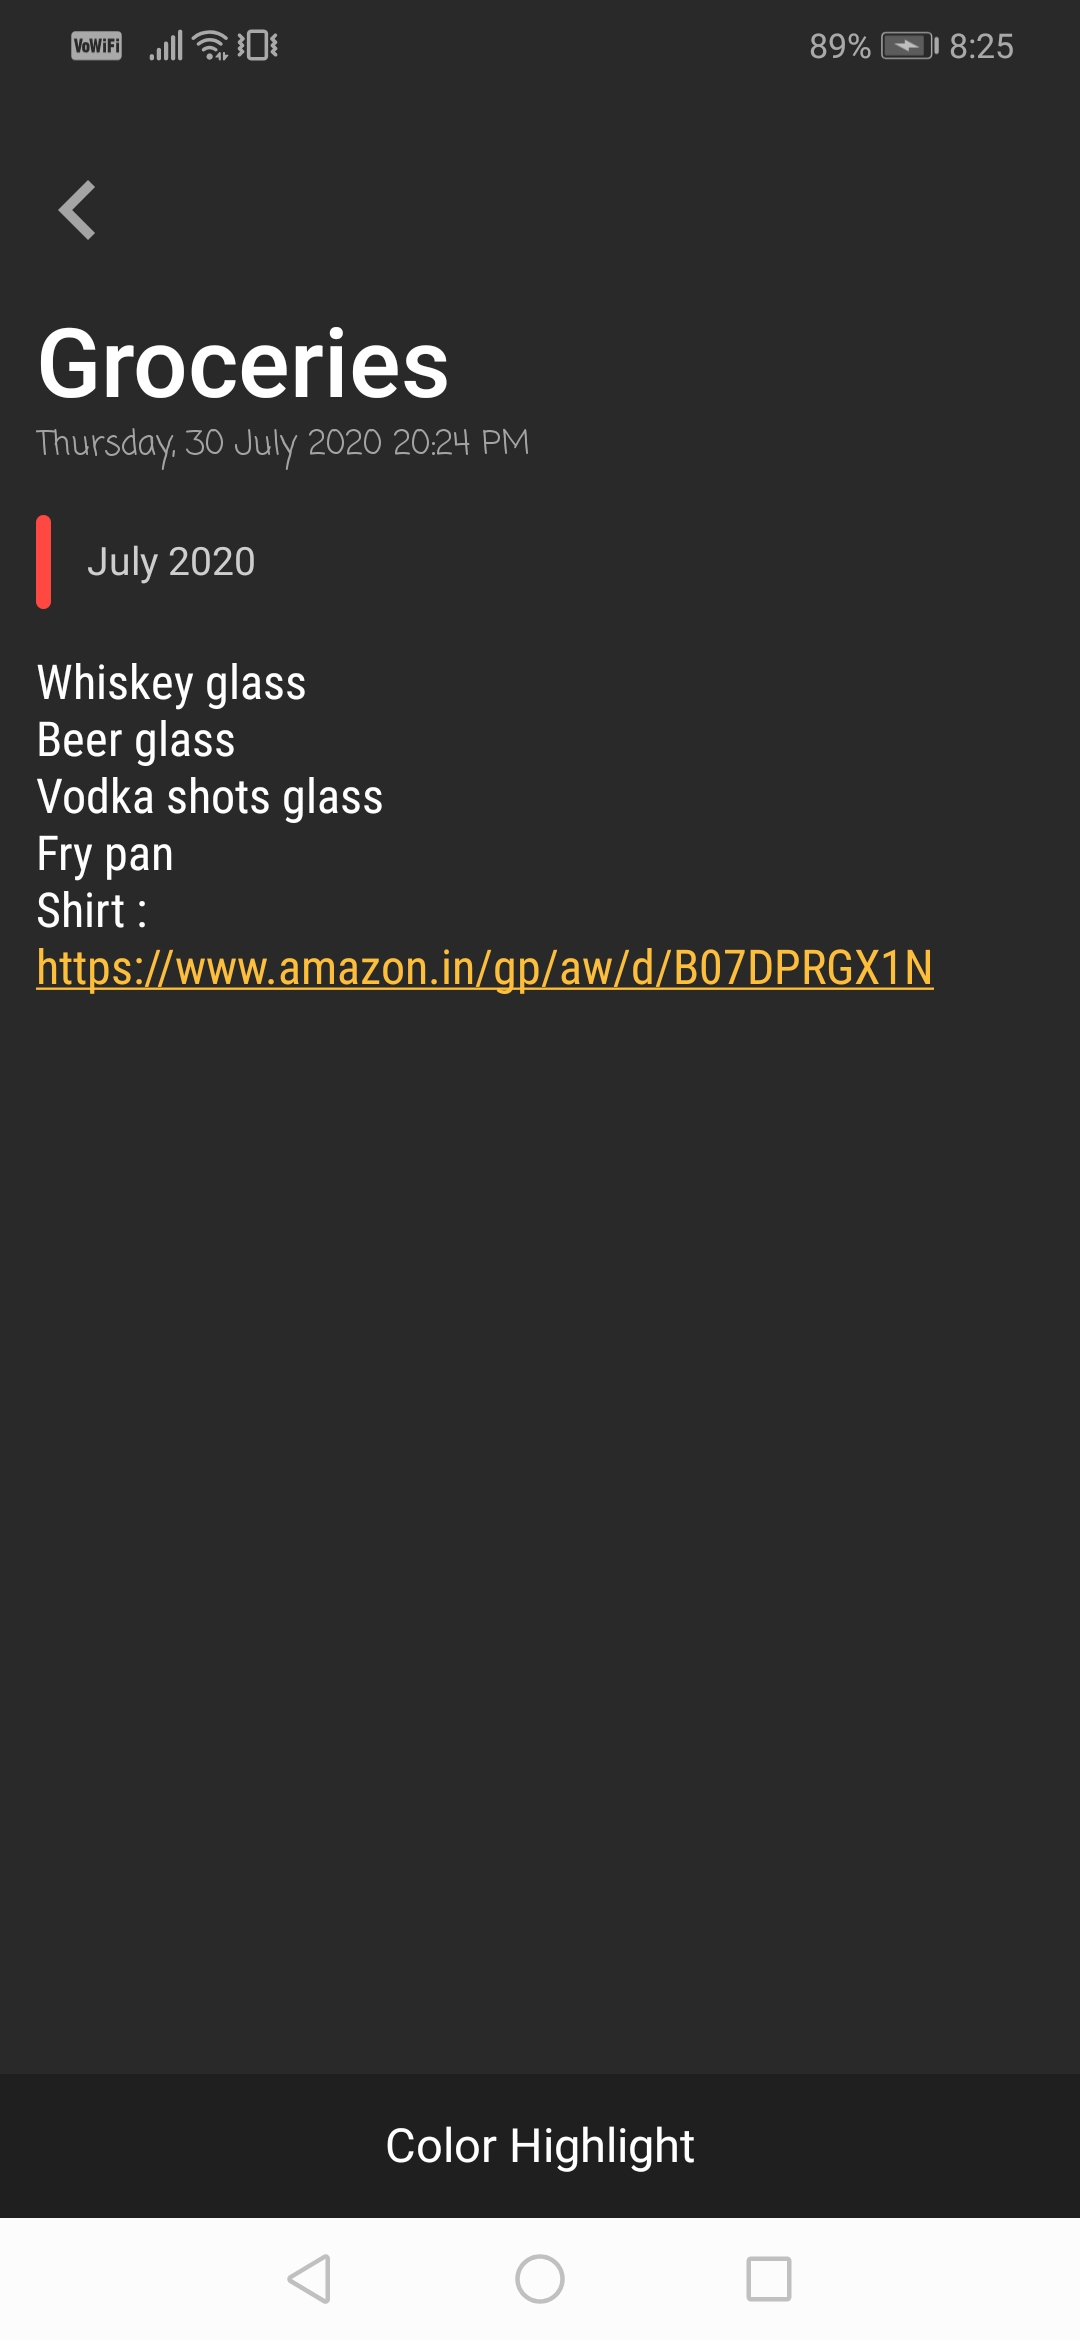 VoWiFi 89% 8:25
Groceries
Thursday, 30 July 2020 20:24 PM
July 2020
Whiskey glass
Beer glass
Vodka shots glass
Fry pan
Shirt :
https://www.amazon.in/gp/aw/d/B07DPRGX1N
Color Highlight